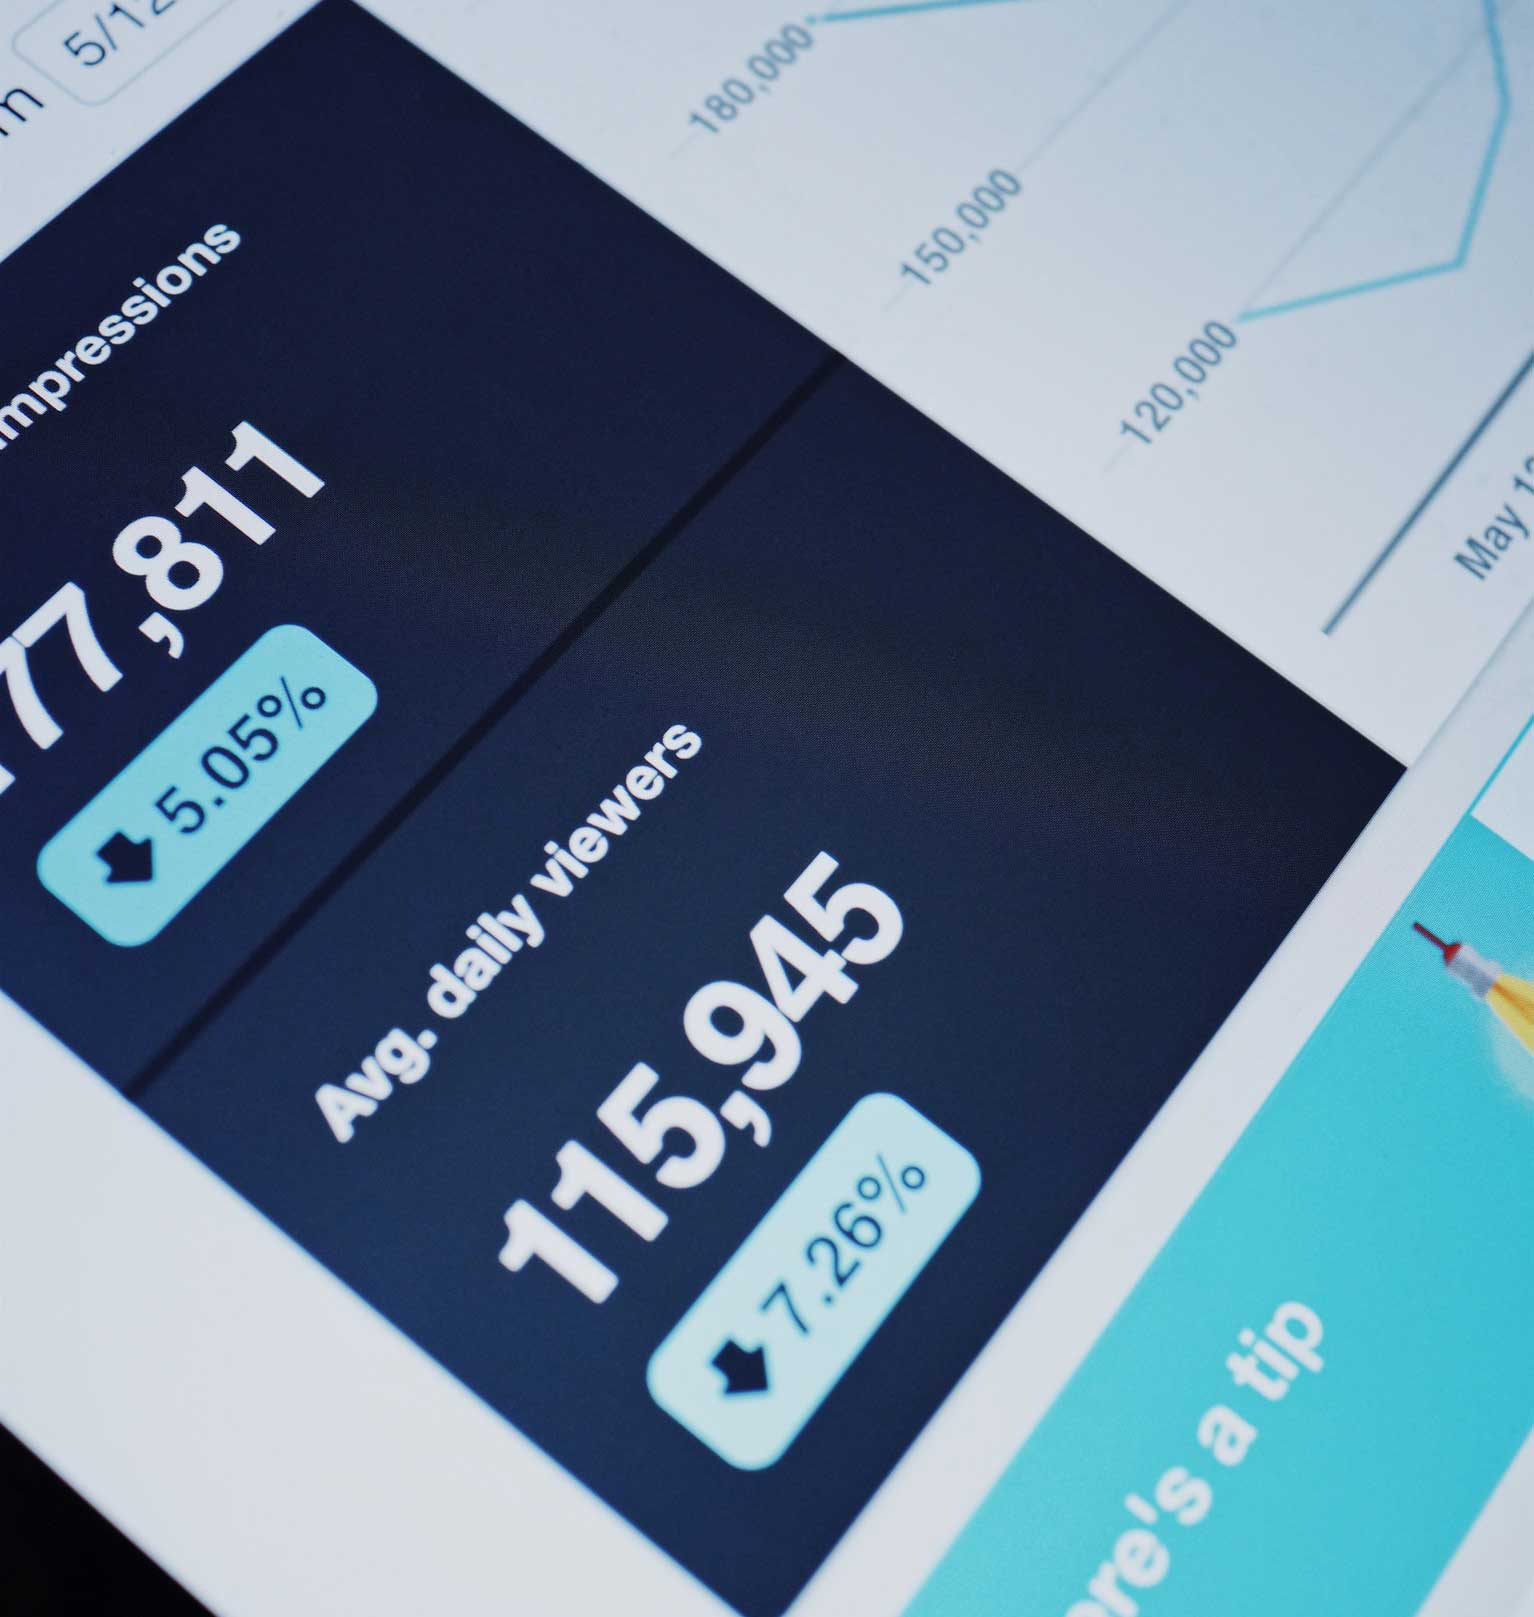 5/12
impressions
77,811
5.05%
Avg. daily viewers
115,945
7.26%
180,000
150,000
120,000
May
a tip